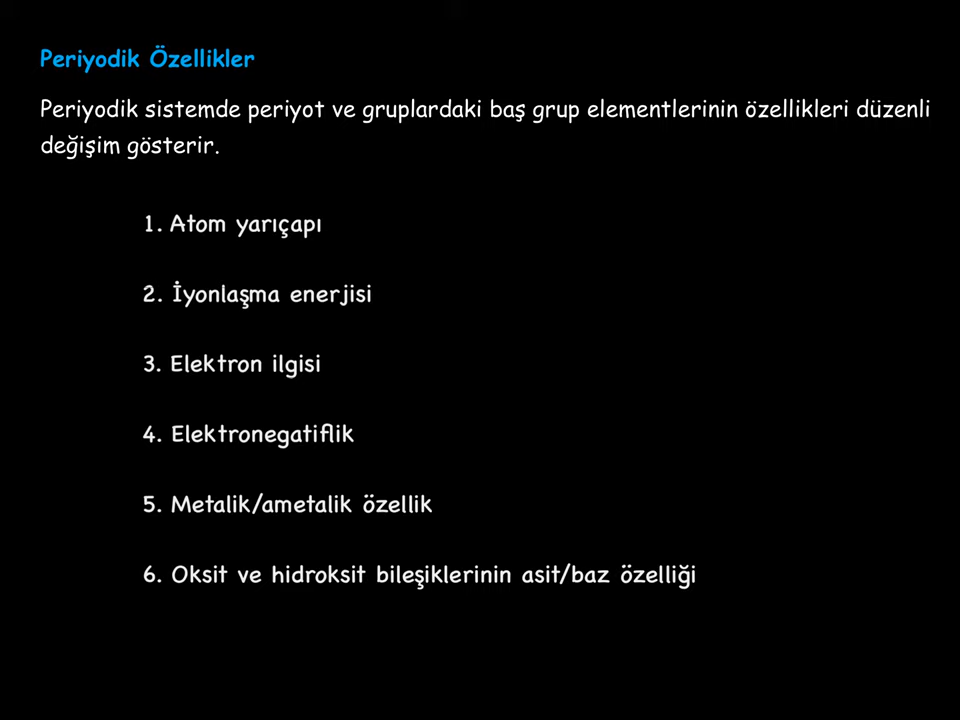 Periyodik Özellikler
Periyodik sistemde periyot ve gruplardaki baş grup elementlerinin özellikleri düzenli
değişim gösterir.
1. Atom yarıçapı
2. İyonlaşma enerjisi
3. Elektron ilgisi
4. Elektronegatiflik
5. Metalik/ametalik özellik
6. Oksit ve hidroksit bileşiklerinin asit/baz özelliği